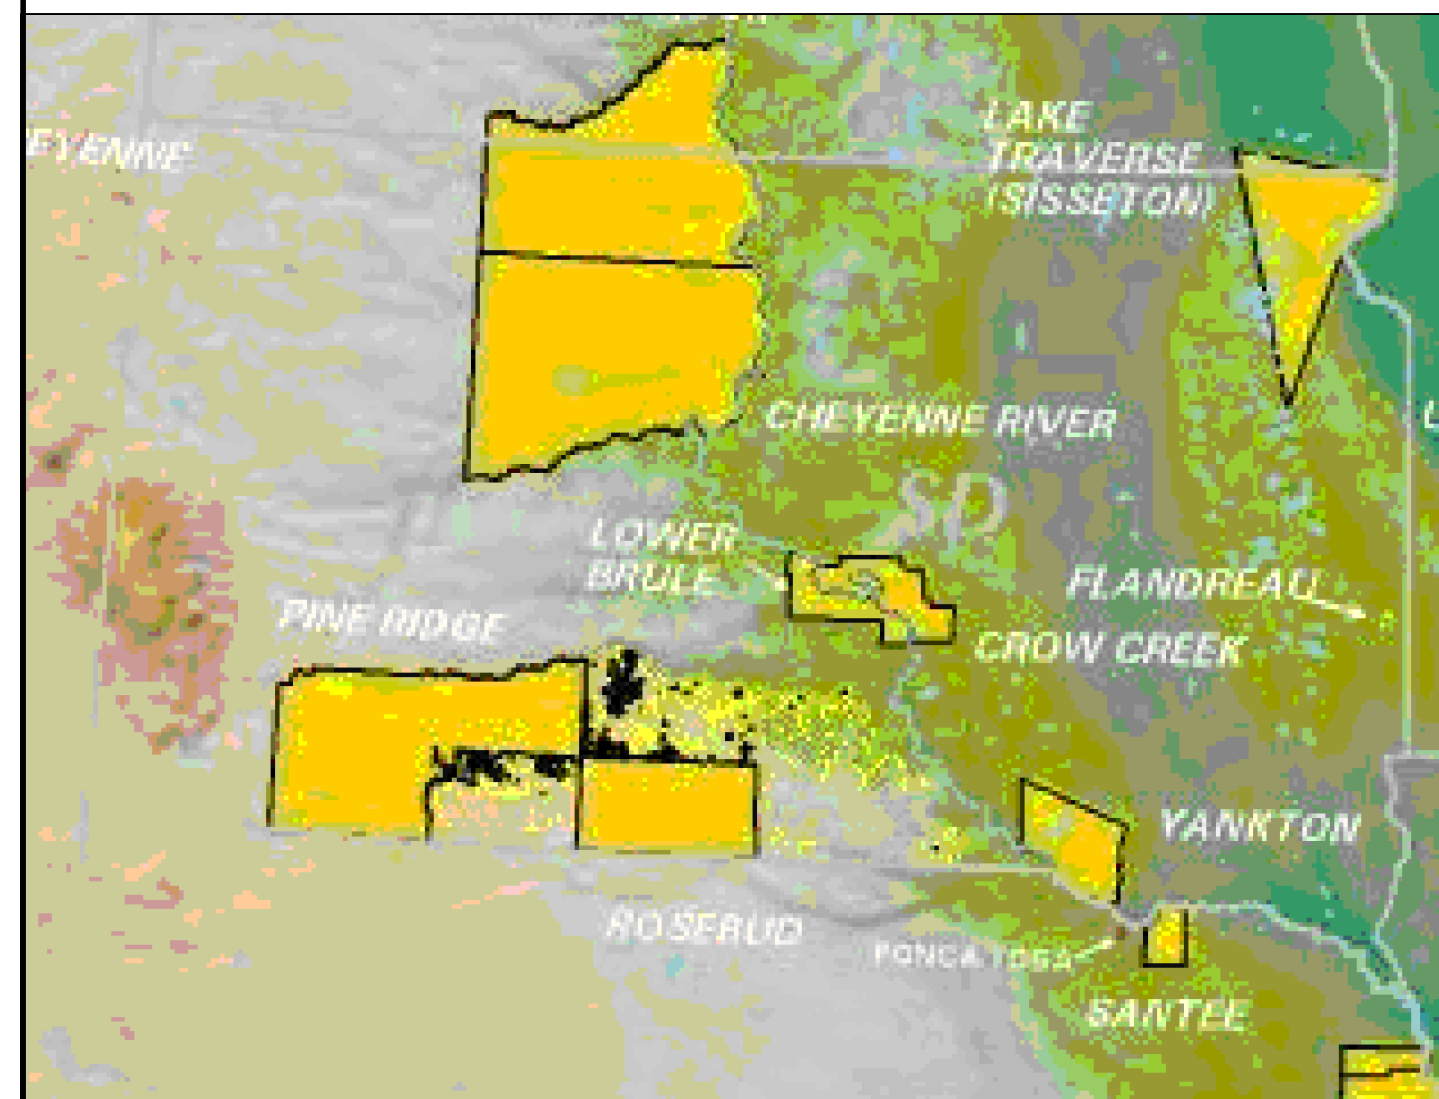 EYENNE
LAKE
TRAVERSE
(SISSETON)
CHEYENNE RIVER
SD
LOWER
BRULE
FLANDREAU
PINE RIDGE
CROW CREEK
YANKTON
ROSEBUD
PONCA
SANTEE